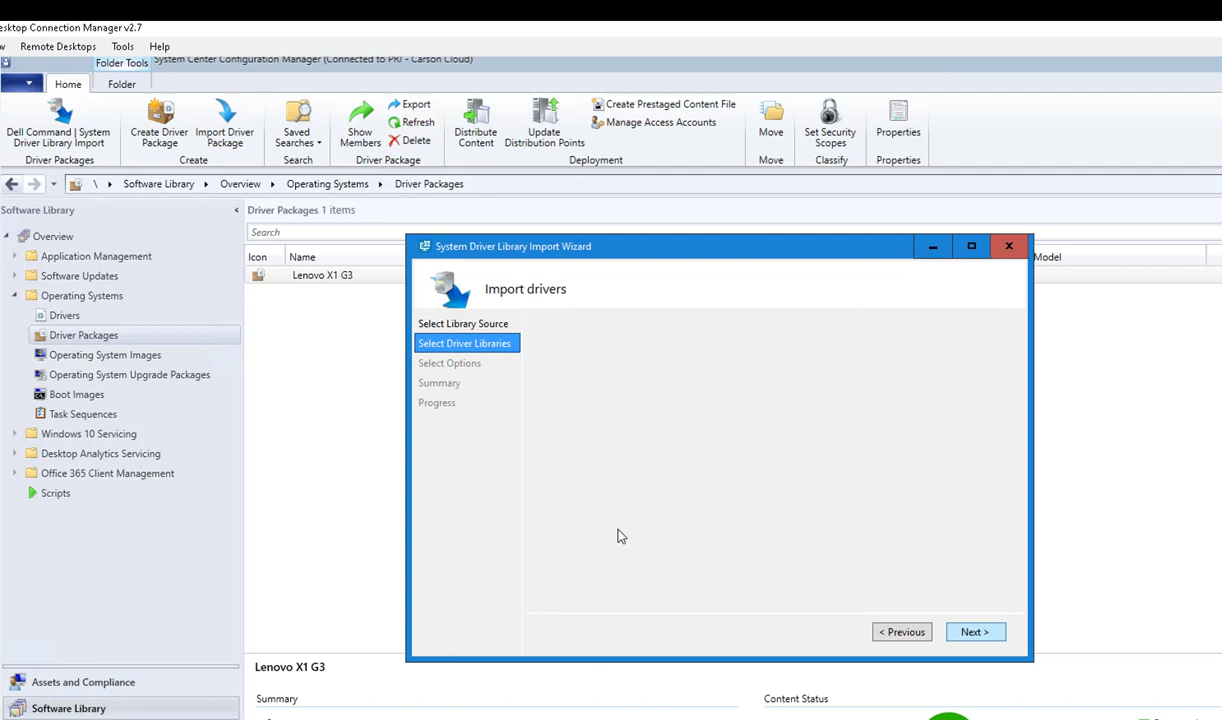 esktop Connection Manager v2.7
w Remote Desktops Tools Help
Folder Tools System Center Configuration Manager (Connected to PRI - Carson Cloud)
Home Folder
Dell Command | System Driver Library Import
Create Driver Package
Import Driver Package
Saved Searches
Show Members
Export
Refresh
Delete
Distribute Content
Update Distribution Points
Create Prestaged Content File
Manage Access Accounts
Move
Set Security Scopes
Properties
Driver Packages Create Search Driver Package Deployment Move Classify Properties
\ Software Library Overview Operating Systems Driver Packages
Software Library
Overview
Application Management
Software Updates
Operating Systems
Drivers
Driver Packages
Operating System Images
Operating System Upgrade Packages
Boot Images
Task Sequences
Windows 10 Servicing
Desktop Analytics Servicing
Office 365 Client Management
Scripts
Assets and Compliance
Software Library
Driver Packages 1 items
Search
Icon Name Model
Lenovo X1 G3
System Driver Library Import Wizard
Import drivers
Select Library Source
Select Driver Libraries
Select Options
Summary
Progress
< Previous Next >
Lenovo X1 G3
Summary Content Status